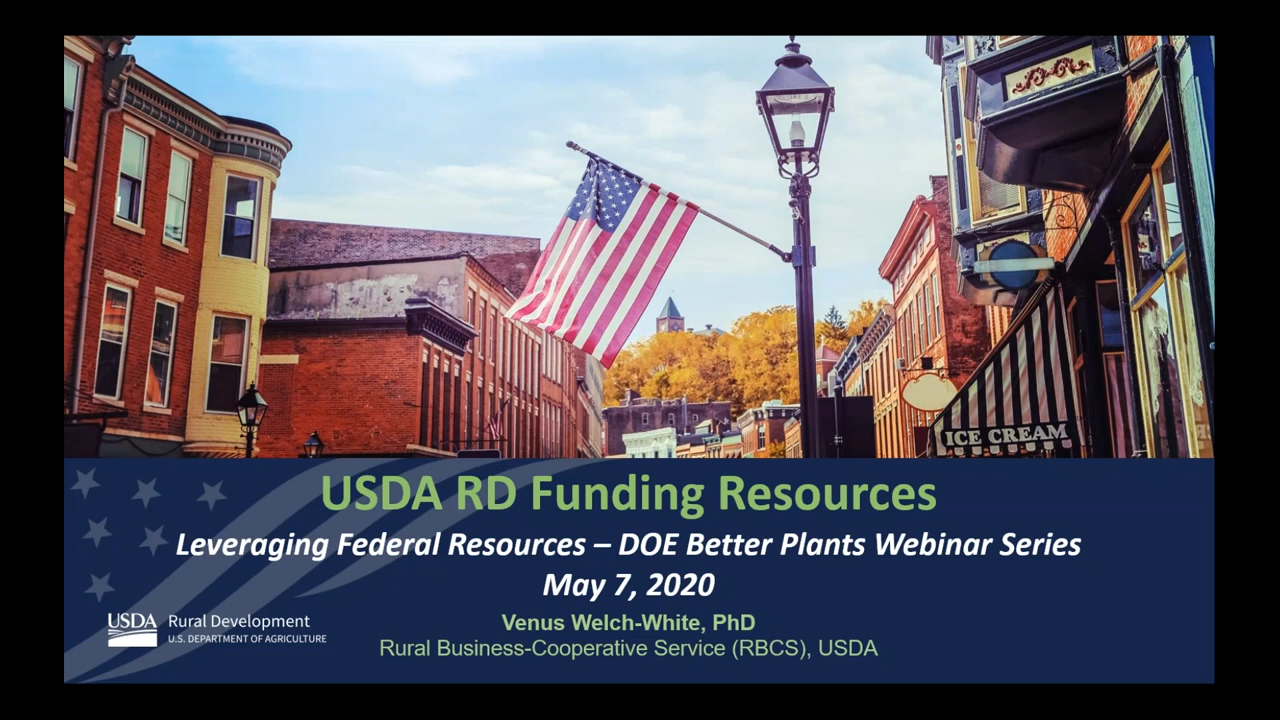 ICE CREAM
USDA RD Funding Resources
Leveraging Federal Resources – DOE Better Plants Webinar Series
May 7, 2020
Venus Welch-White, PhD
Rural Business-Cooperative Service (RBCS), USDA
USDA Rural Development
U.S. DEPARTMENT OF AGRICULTURE